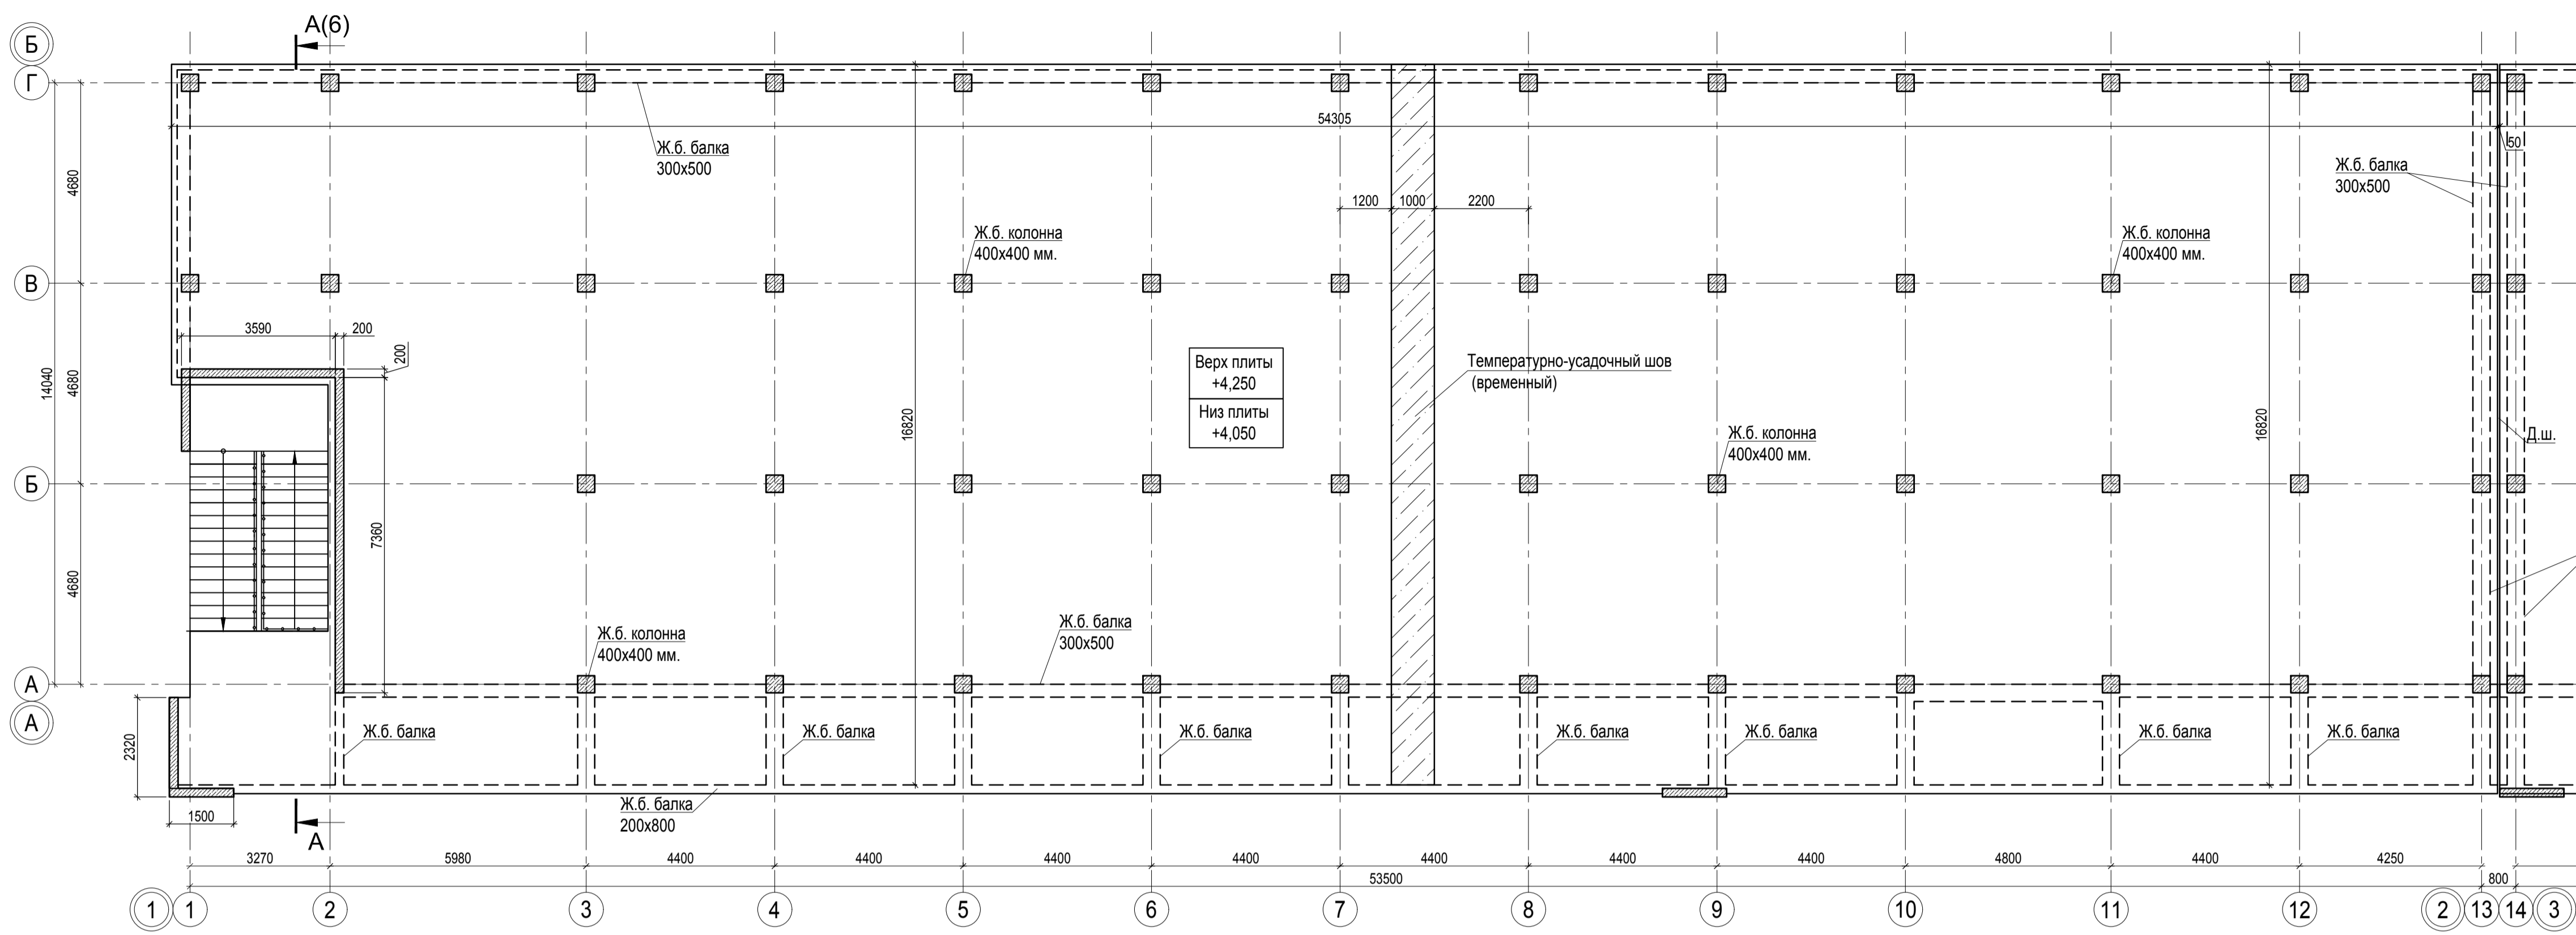 А(6)
Б
Г
54305
Ж.б. балка
300х500
50
Ж.б. балка
300х500
4680
1200
1000
2200
Ж.б. колонна
400х400 мм.
Ж.б. колонна
400х400 мм.
В
3590
200
200
Верх плиты
+4,250
Низ плиты
+4,050
Температурно-усадочный шов
(временный)
14040
4680
16820
16820
Ж.б. колонна
400х400 мм.
Д.ш.
Б
7360
4680
Ж.б. колонна
400х400 мм.
Ж.б. балка
300х500
А
А
2320
Ж.б. балка
Ж.б. балка
Ж.б. балка
Ж.б. балка
Ж.б. балка
Ж.б. балка
Ж.б. балка
1500
А
Ж.б. балка
200х800
3270
5980
4400
4400
4400
4400
4400
4400
4400
4800
4400
4250
53500
800
1
1
2
3
4
5
6
7
8
9
10
11
12
2
13
14
3